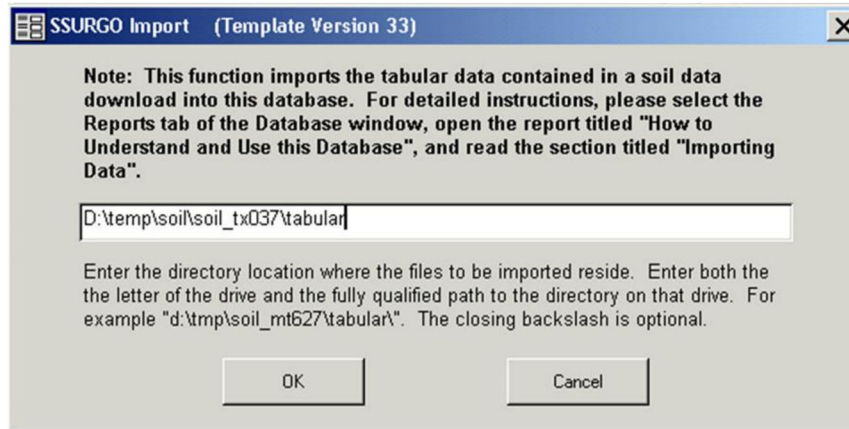 SSURGO Import (Template Version 33)
Note: This function imports the tabular data contained in a soil data
download into this database. For detailed instructions, please select the
Reports tab of the Database window, open the report titled "How to
Understand and Use this Database", and read the section titled "Importing
Data".
D:\temp\soil\soil_tx037\tabular
Enter the directory location where the files to be imported reside. Enter both the
the letter of the drive and the fully qualified path to the directory on that drive. For
example "d:\tmp\soil_mt627\tabular\". The closing backslash is optional.
OK Cancel